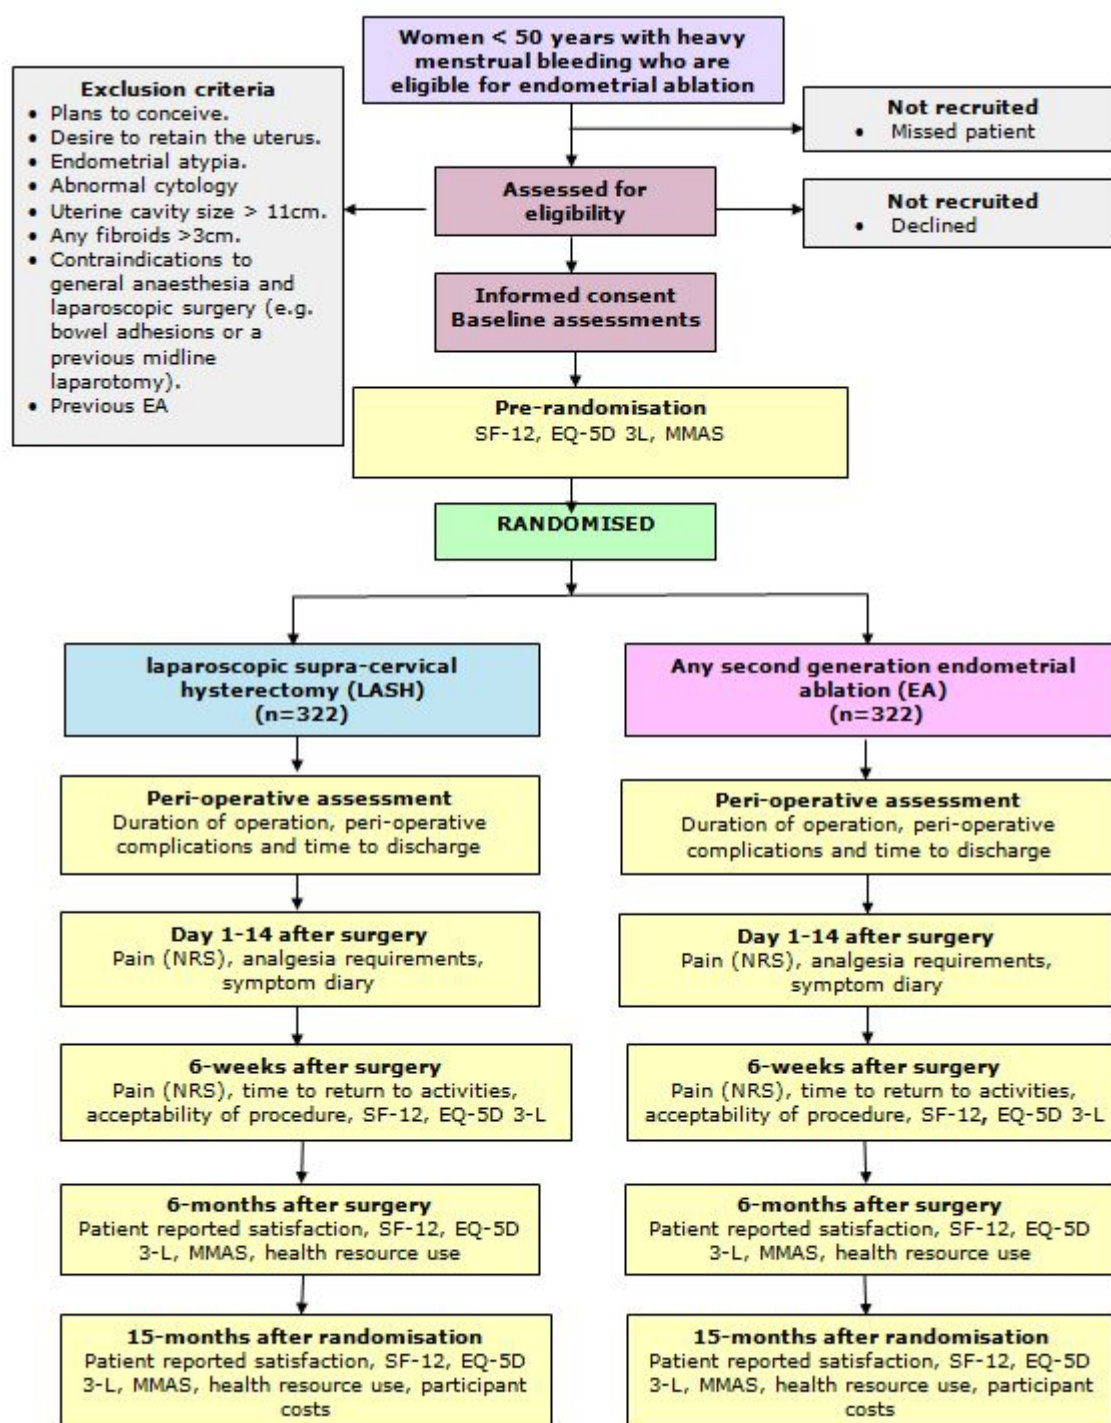 Women < 50 years with heavy
menstrual bleeding who are
eligible for endometrial ablation
Exclusion criteria
• Plans to conceive.
• Desire to retain the uterus.
• Endometrial atypia.
• Abnormal cytology
• Uterine cavity size > 11cm.
• Any fibroids >3cm.
• Contraindications to
general anaesthesia and
laparoscopic surgery (e.g.
bowel adhesions or a
previous midline
laparotomy).
• Previous EA
Not recruited
• Missed patient
Assessed for
eligibility
Not recruited
• Declined
Informed consent
Baseline assessments
Pre-randomisation
SF-12, EQ-5D 3L, MMAS
RANDOMISED
laparoscopic supra-cervical
hysterectomy (LASH)
(n=322)
Peri-operative assessment
Duration of operation, peri-operative
complications and time to discharge
Day 1-14 after surgery
Pain (NRS), analgesia requirements,
symptom diary
6-weeks after surgery
Pain (NRS), time to return to activities,
acceptability of procedure, SF-12, EQ-5D 3-L
6-months after surgery
Patient reported satisfaction, SF-12, EQ-5D
3-L, MMAS, health resource use
15-months after randomisation
Patient reported satisfaction, SF-12, EQ-5D
3-L, MMAS, health resource use, participant
costs
Any second generation endometrial
ablation (EA)
(n=322)
Peri-operative assessment
Duration of operation, peri-operative
complications and time to discharge
Day 1-14 after surgery
Pain (NRS), analgesia requirements,
symptom diary
6-weeks after surgery
Pain (NRS), time to return to activities,
acceptability of procedure, SF-12, EQ-5D 3-L
6-months after surgery
Patient reported satisfaction, SF-12, EQ-5D
3-L, MMAS, health resource use
15-months after randomisation
Patient reported satisfaction, SF-12, EQ-5D
3-L, MMAS, health resource use, participant
costs